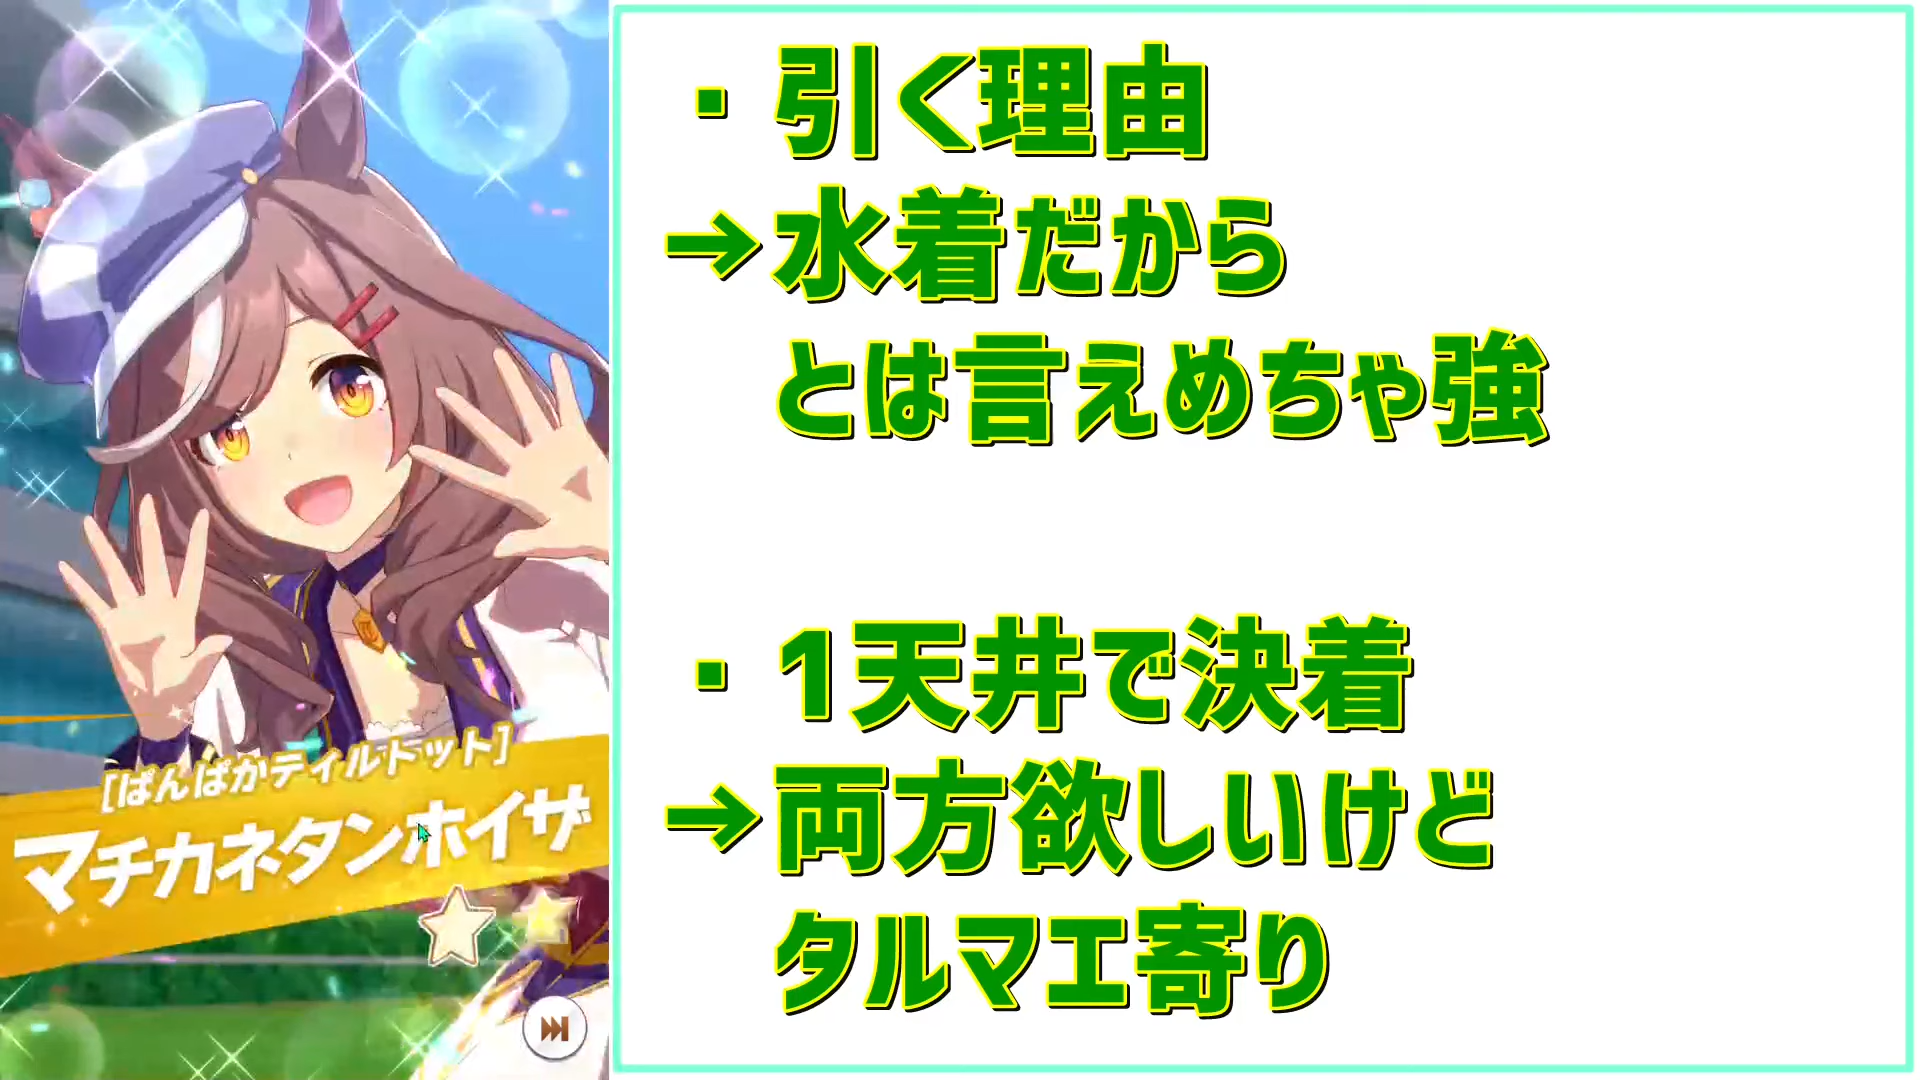 ・引く理由
→水着だから
とは言えめちゃ強
・1天井で決着
→両方欲しいけど
タルマエ寄り
[ぱんぱかティルトット]
マチカネタンホイザ